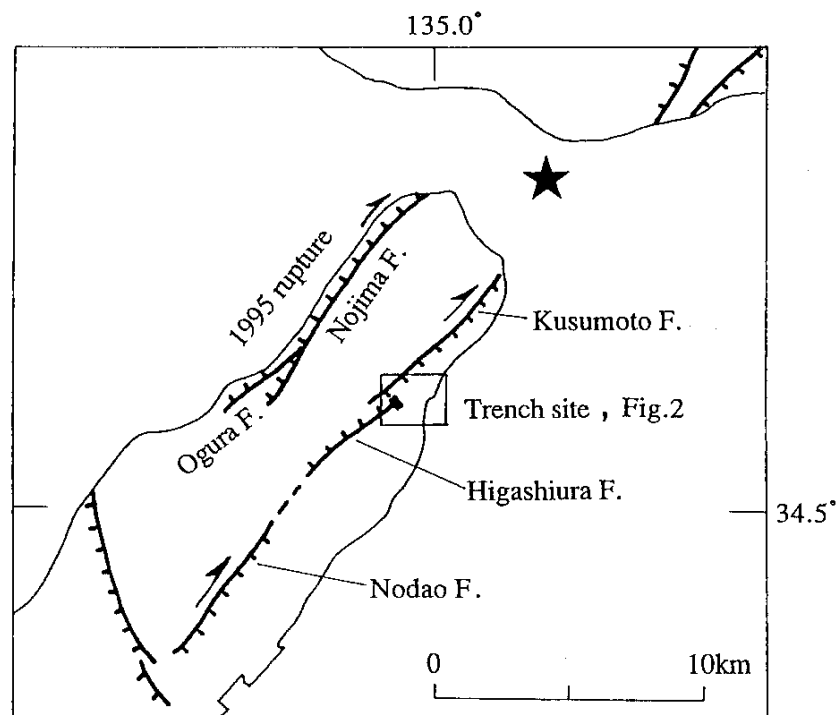 135.0°
1995 rupture
Nojima F.
Kusumoto F.
Trench site , Fig.2
Ogura F.
Higashiura F.
34.5°
Nodao F.
0
10km